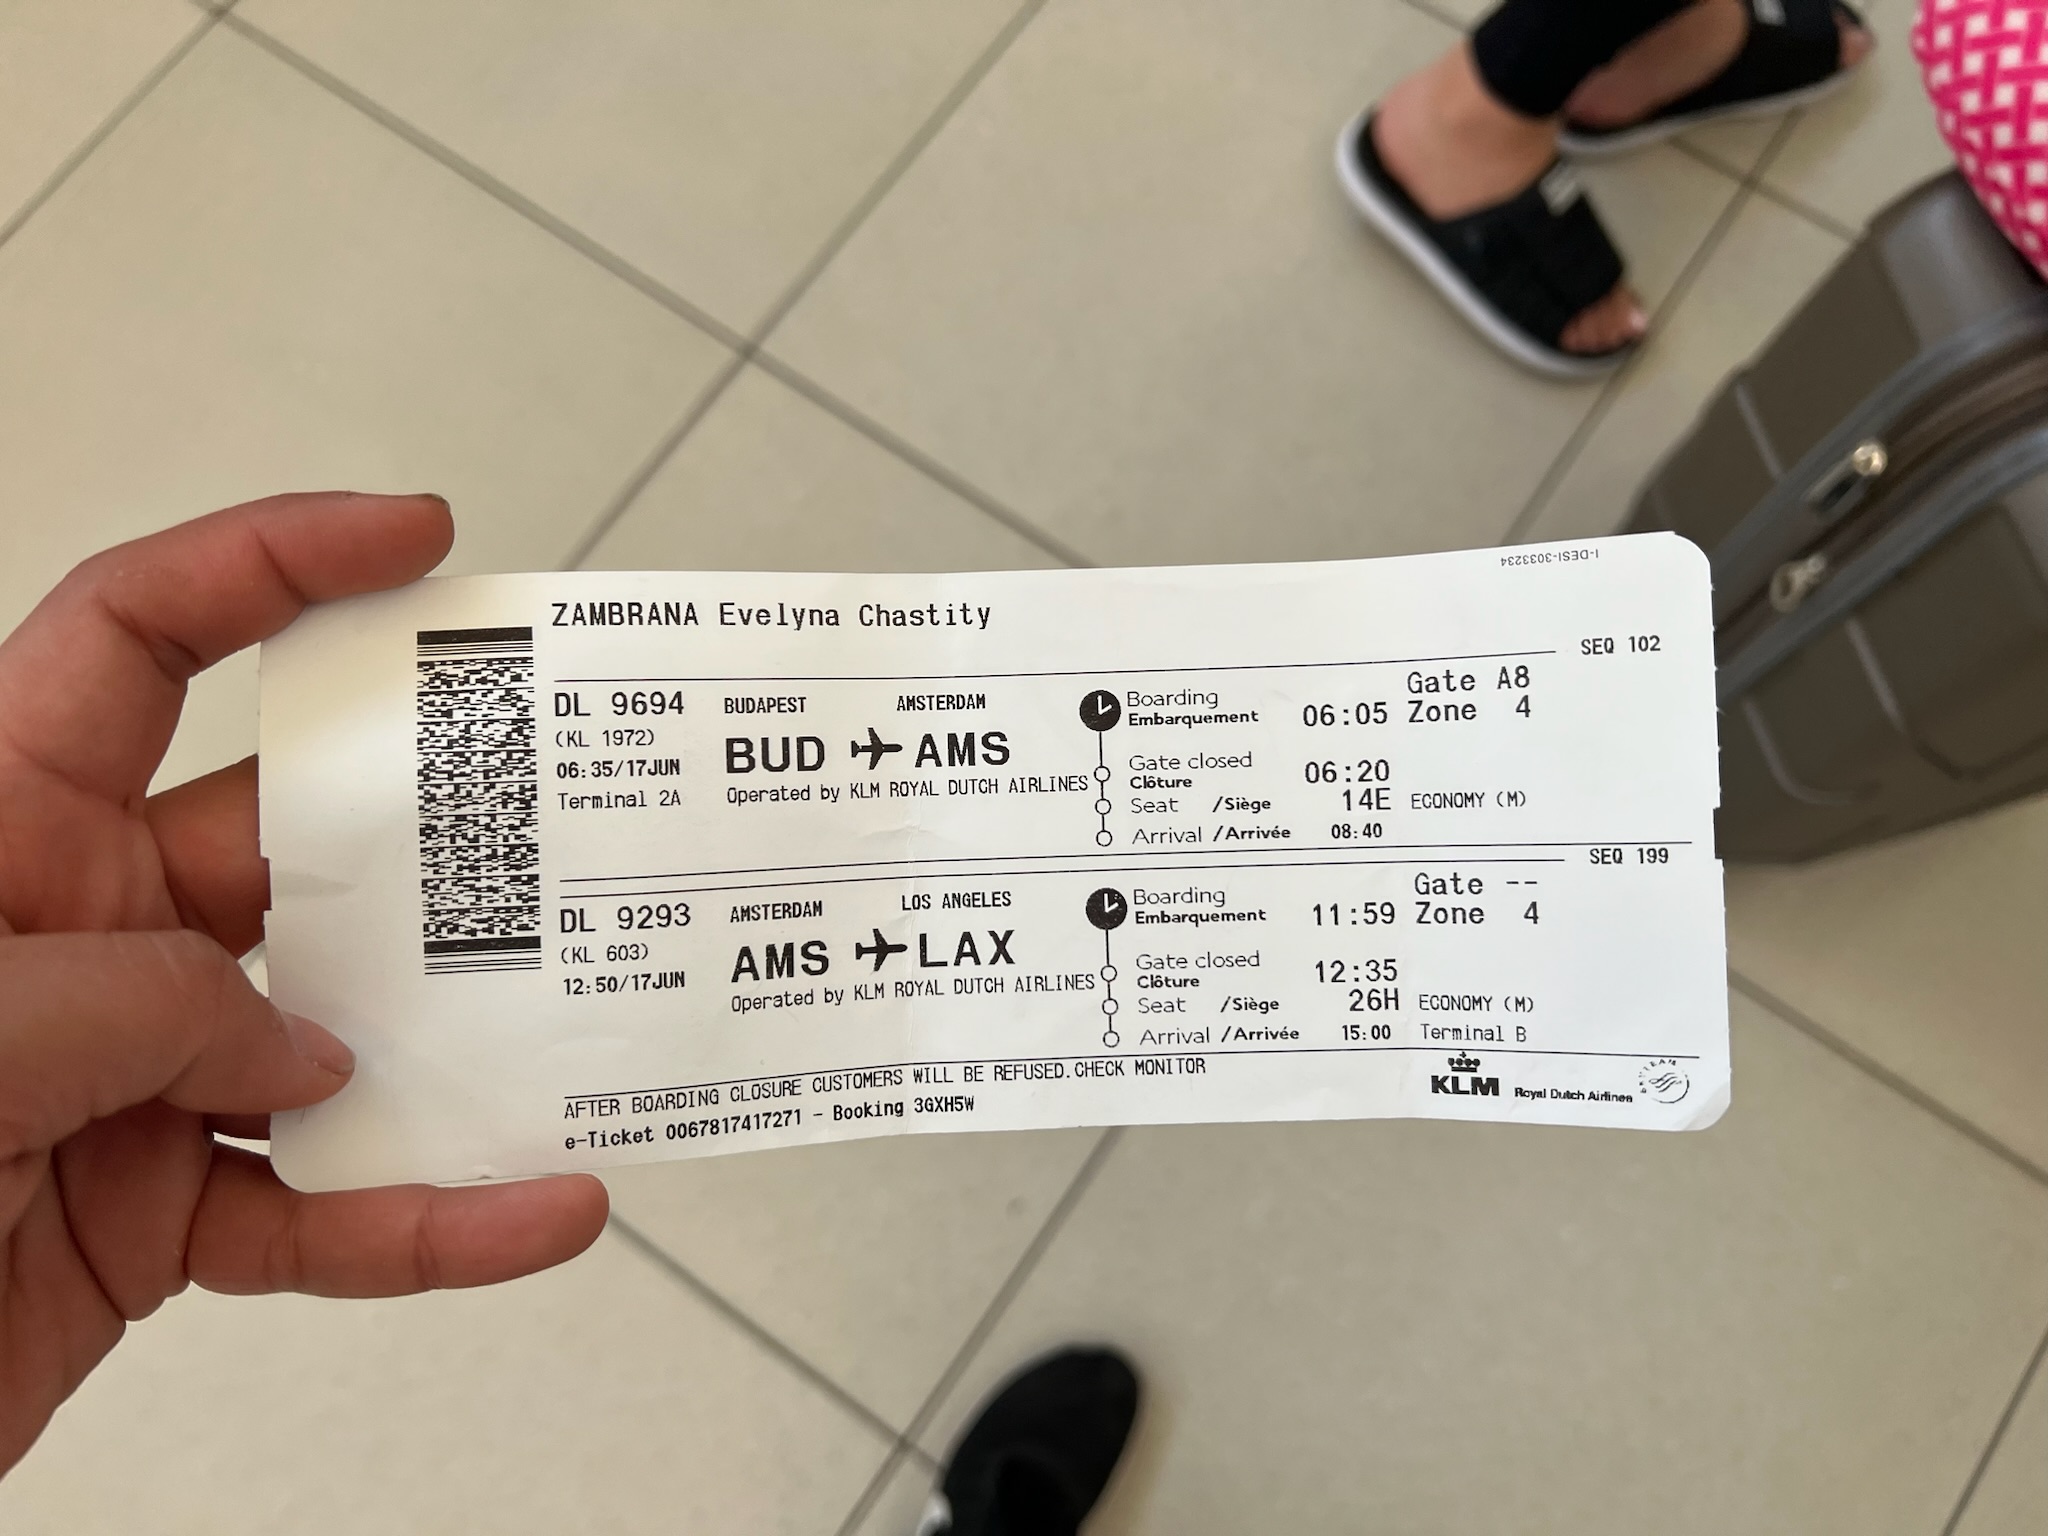 I-DESI-3033234
ZAMBRANA Evelyna Chastity
SEQ 102
DL 9694
(KL 1972)
06:35/17JUN
Terminal 2A
BUDAPEST AMSTERDAM
BUD AMS
Operated by KLM ROYAL DUTCH AIRLINES
Boarding
Embarquement 06:05
Gate A8
Zone 4
Gate closed
Clôture 06:20
Seat /Siège 14E ECONOMY (M)
Arrival /Arrivée 08:40
SEQ 199
DL 9293
(KL 603)
12:50/17JUN
AMSTERDAM LOS ANGELES
AMS LAX
Operated by KLM ROYAL DUTCH AIRLINES
Boarding
Embarquement 11:59
Gate --
Zone 4
Gate closed
Clôture 12:35
Seat /Siège 26H ECONOMY (M)
Arrival /Arrivée 15:00 Terminal B
AFTER BOARDING CLOSURE CUSTOMERS WILL BE REFUSED.CHECK MONITOR
e-Ticket 0067817417271 - Booking 3GXH5W
KLM Royal Dutch Airlines